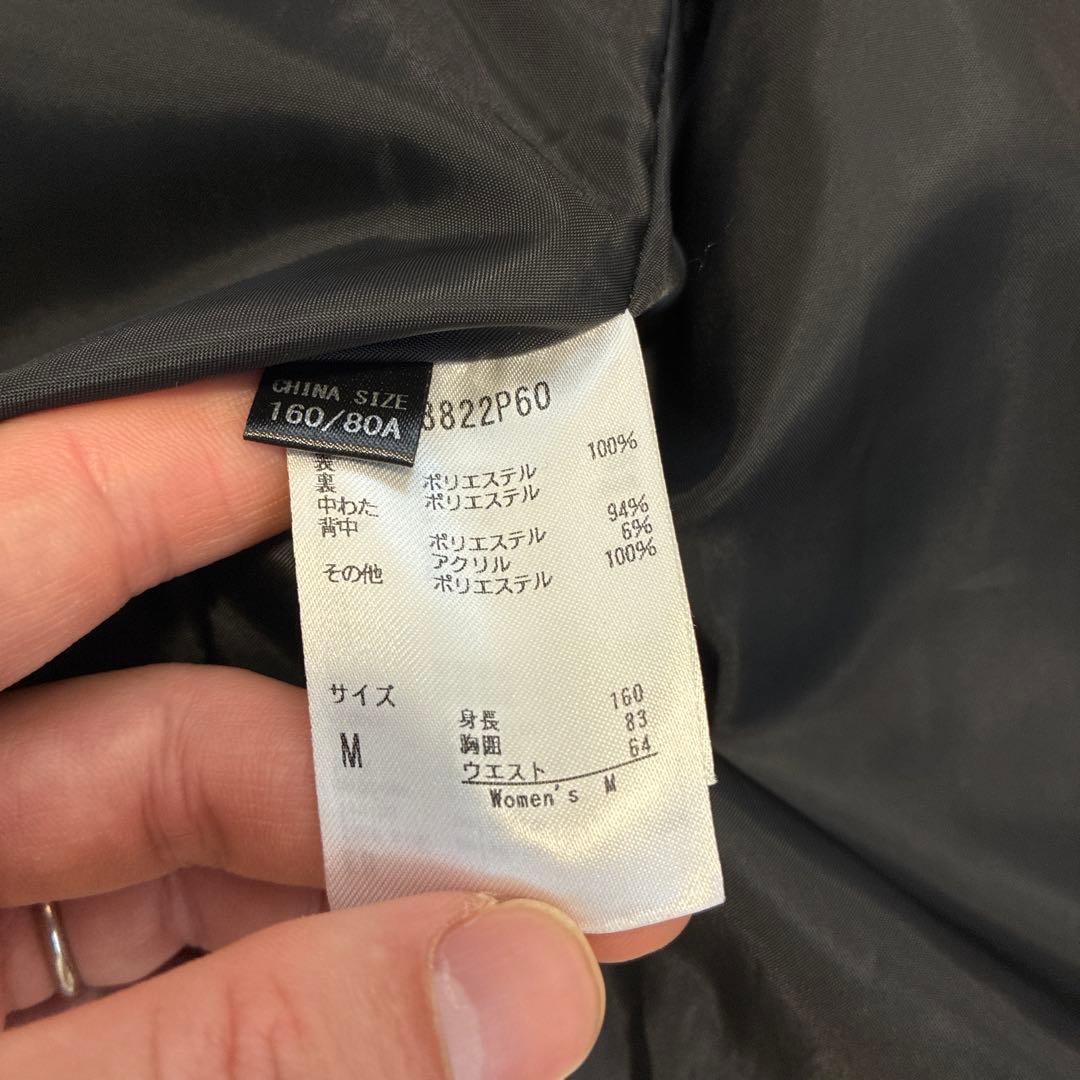 CHINA SIZE
160/80A
8822P60
表 ポリエステル 100%
裏 ポリエステル
中わた
背中 ポリエステル 94%
アクリル 6%
その他 ポリエステル 100%
サイズ
M
身長 160
胸囲 83
ウエスト 64
Women's M